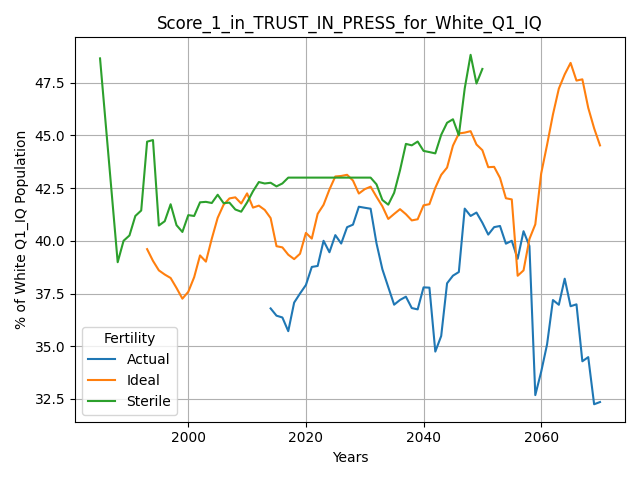 Score_1_in_TRUST_IN_PRESS_for_White_Q1_IQ
% of White Q1_IQ Population
47.5
45.0
42.5
40.0
37.5
35.0
32.5
Fertility
Actual
Ideal
Sterile
2000 2020 2040 2060
Years